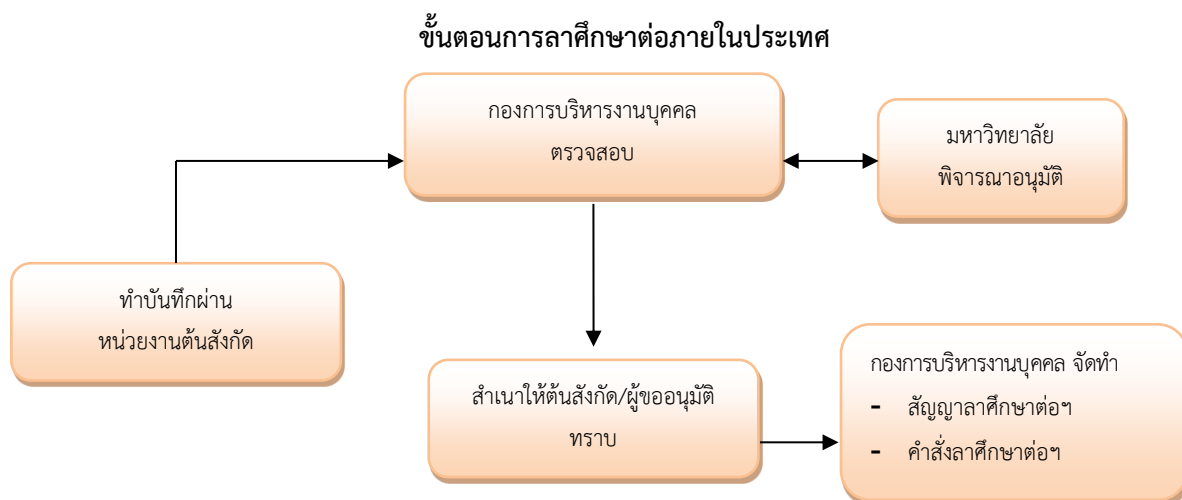 ขั้นตอนการลาศึกษาต่อภายในประเทศ
กองการบริหารงานบุคคล
ตรวจสอบ
มหาวิทยาลัย
พิจารณาอนุมัติ
ทำบันทึกผ่าน
หน่วยงานต้นสังกัด
สำเนาให้ต้นสังกัด/ผู้ขออนุมัติ
ทราบ
กองการบริหารงานบุคคล จัดทำ
- สัญญาลาศึกษาต่อฯ
- คำสั่งลาศึกษาต่อฯ